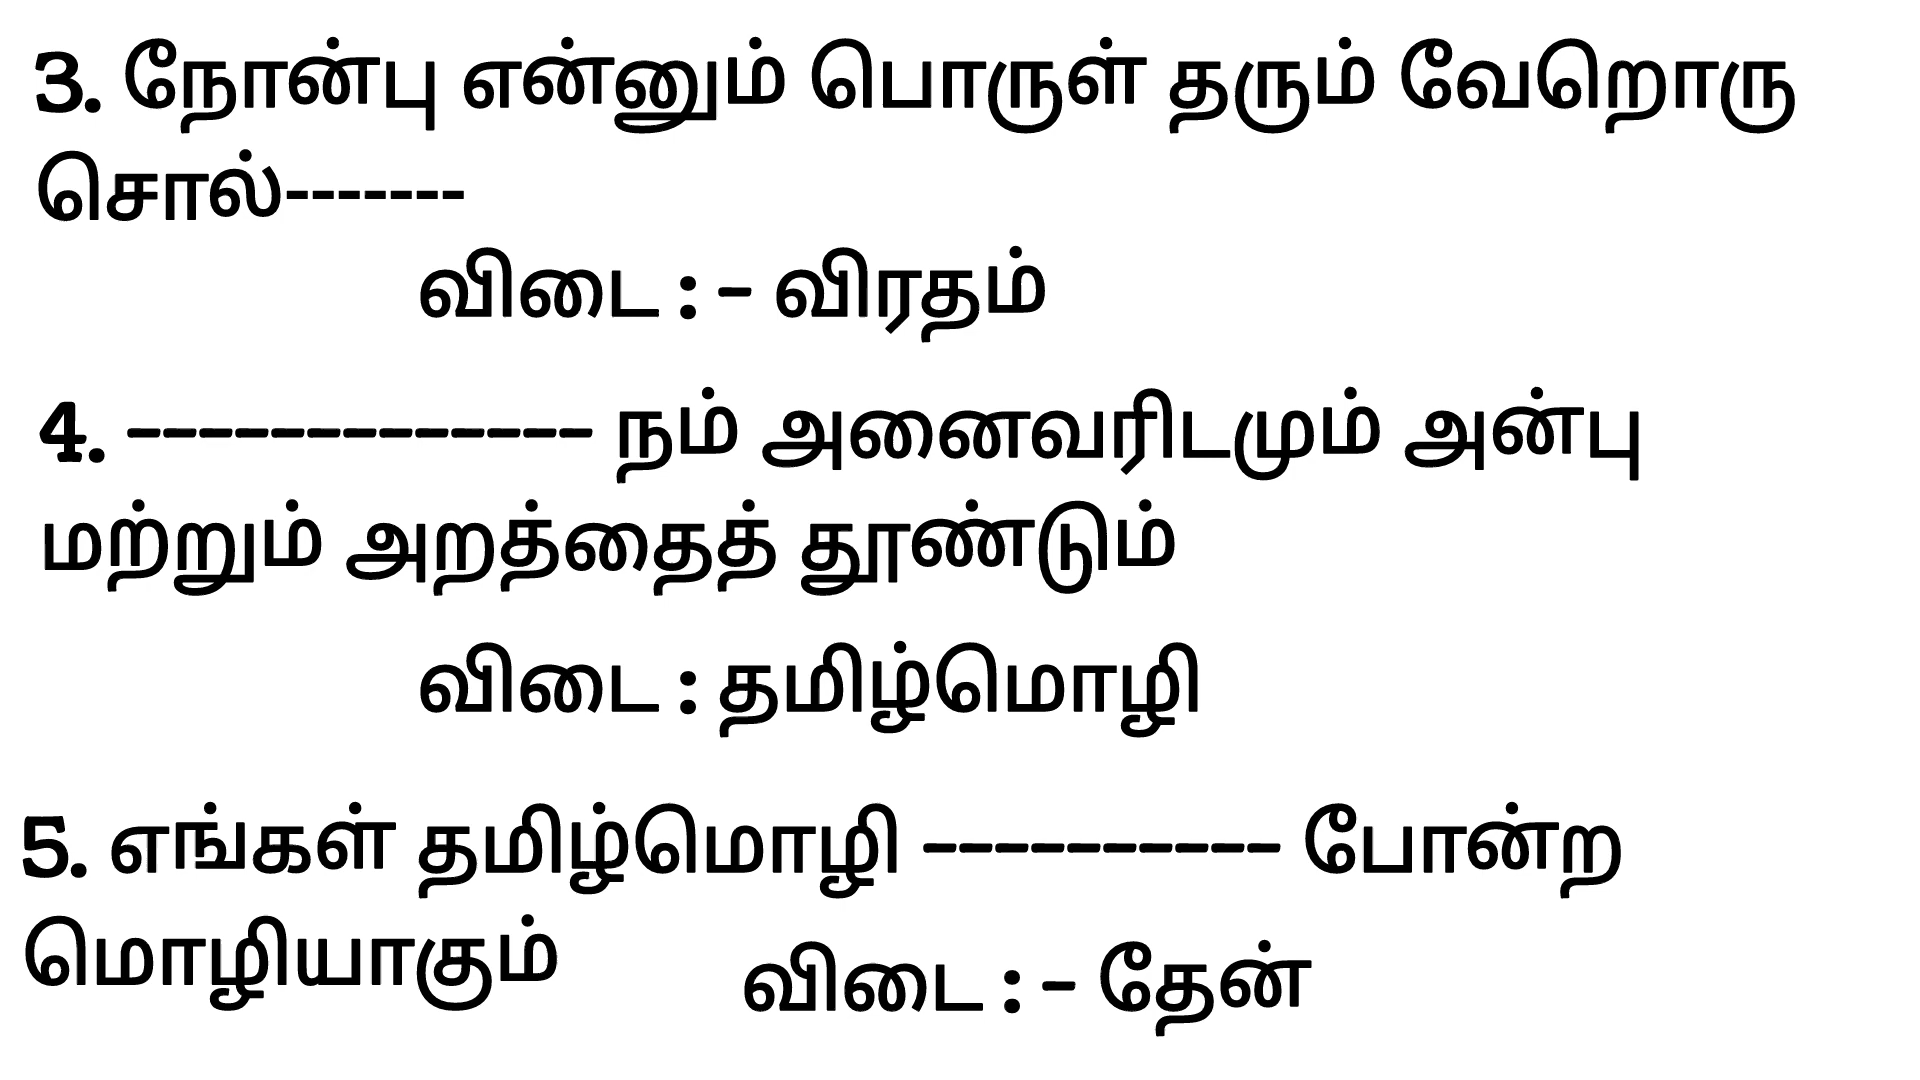 3. நோன்பு என்னும் பொருள் தரும் வேறொரு
சொல்-------
விடை : - விரதம்
4. ------------- நம் அனைவரிடமும் அன்பு
மற்றும் அறத்தைத் தூண்டும்
விடை : தமிழ்மொழி
5. எங்கள் தமிழ்மொழி ---------- போன்ற
மொழியாகும்
விடை : - தேன்